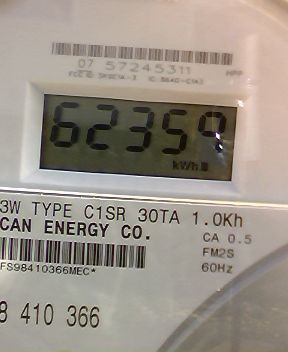 07 57245311
62359
kWh
3W TYPE C1SR 30TA 1.0Kh
CAN ENERGY CO.
CA 0.5
FM2S
60Hz
FS98410366MEC*
8 410 366